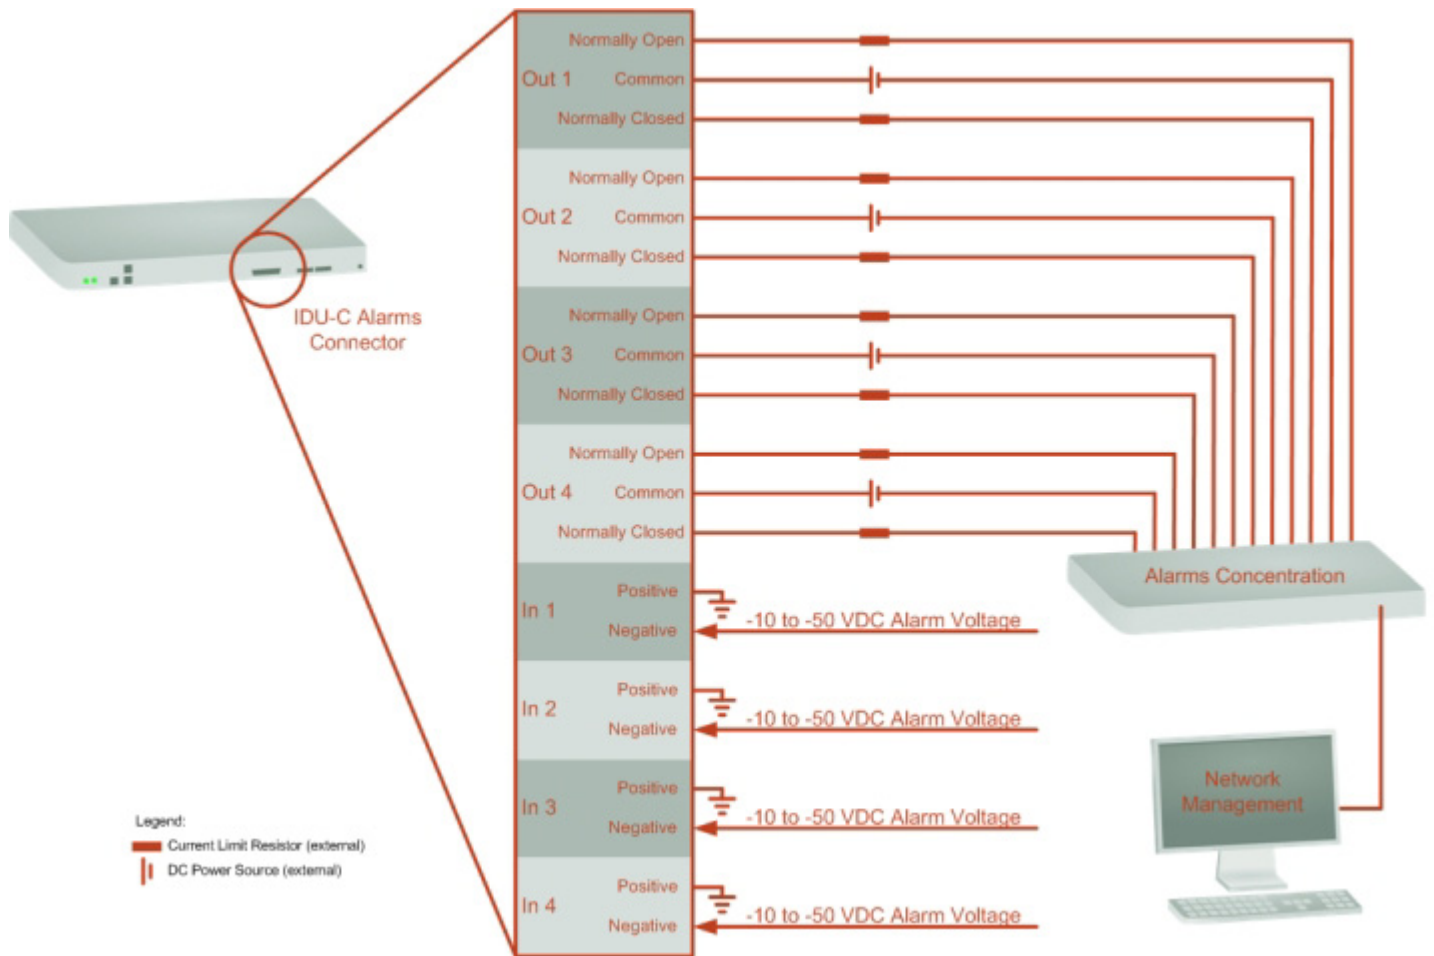 Normally Open
Out 1 Common
Normally Closed
Normally Open
Out 2 Common
Normally Closed
IDU-C Alarms
Connector
Normally Open
Out 3 Common
Normally Closed
Normally Open
Out 4 Common
Normally Closed
Alarms Concentration
Positive
In 1
Negative
-10 to -50 VDC Alarm Voltage
Positive
In 2
Negative
-10 to -50 VDC Alarm Voltage
Positive
In 3
Negative
-10 to -50 VDC Alarm Voltage
Positive
In 4
Negative
-10 to -50 VDC Alarm Voltage
Network
Management
Legend:
Current Limit Resistor (external)
DC Power Source (external)